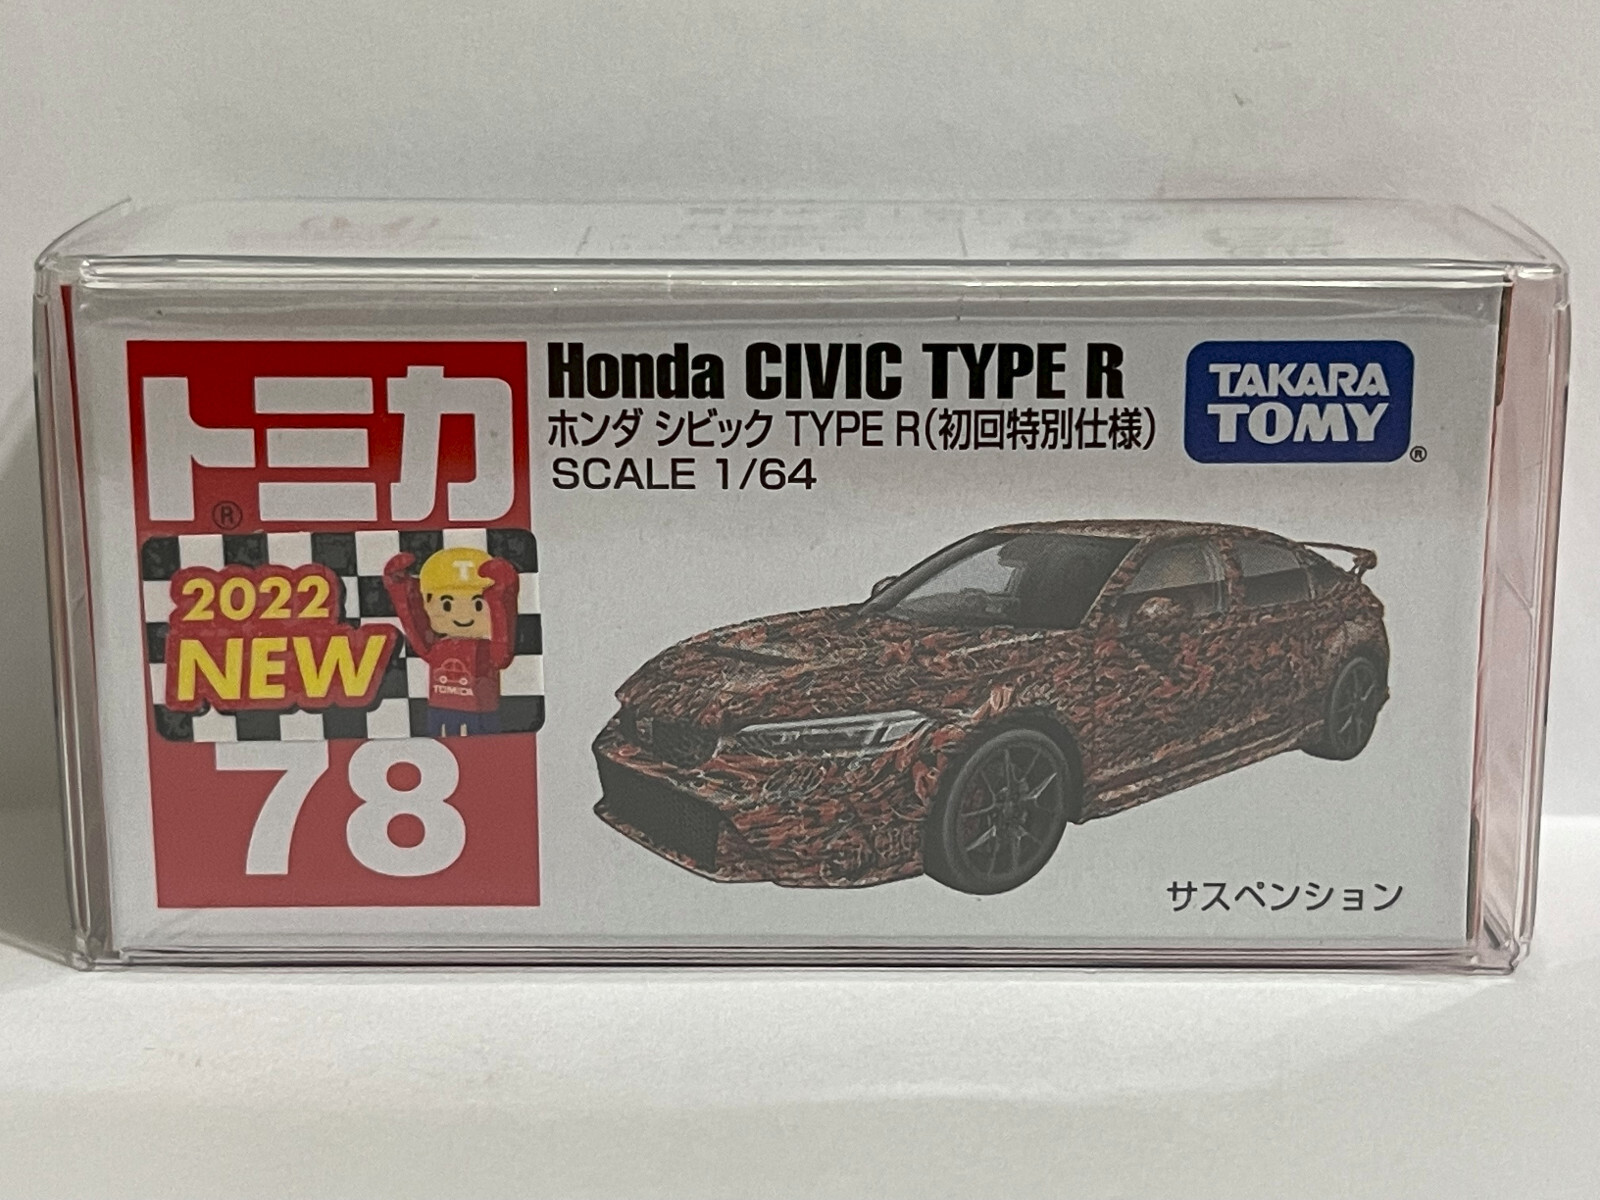 トミカ
®
2022
NEW
T
TOMICA
78
Honda CIVIC TYPE R
ホンダ シビック TYPE R(初回特別仕様)
SCALE 1/64
TAKARA
TOMY
®
サスペンション